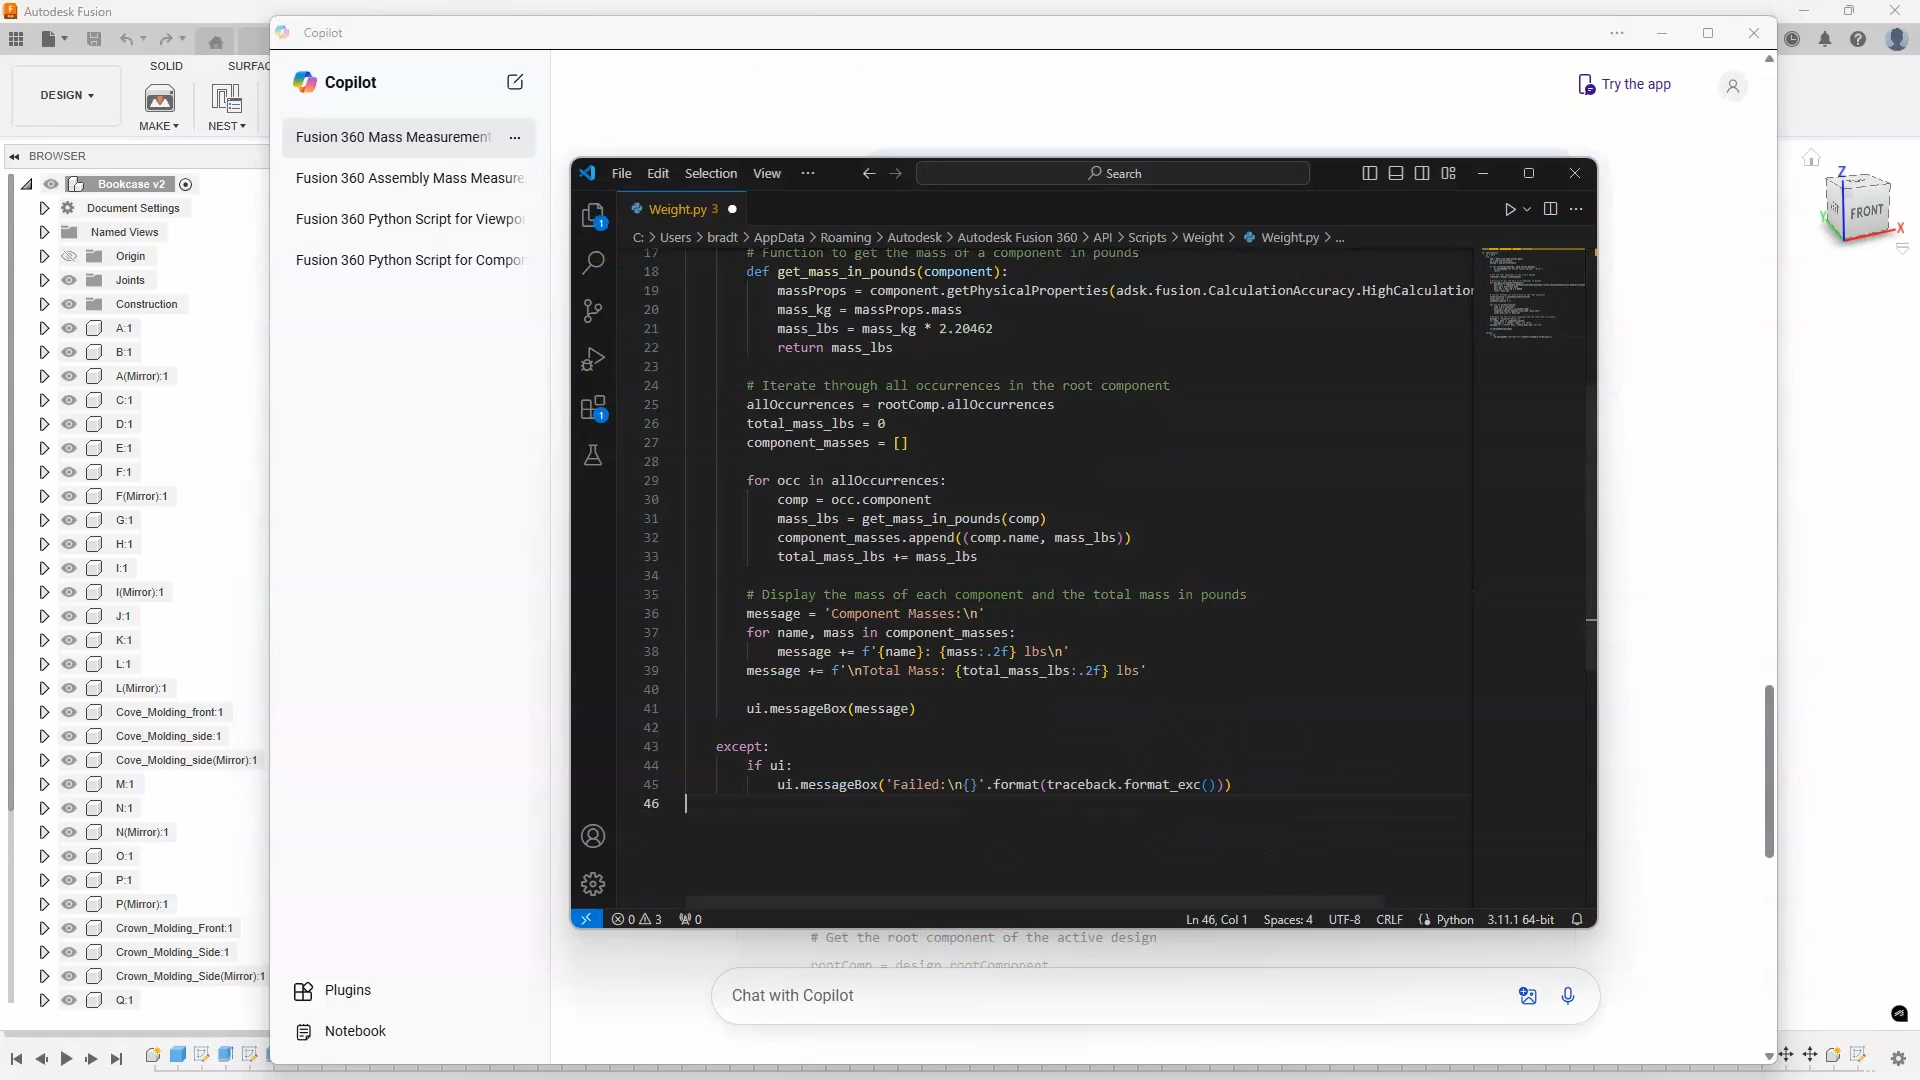 Autodesk Fusion
SOLID
SURFAC
DESIGN
MAKE
NEST
BROWSER
Bookcase v2
Document Settings
Named Views
Origin
Joints
Construction
A:1
B:1
A(Mirror):1
C:1
D:1
E:1
F:1
F(Mirror):1
G:1
H:1
I:1
I(Mirror):1
J:1
K:1
L:1
L(Mirror):1
Cove_Molding_front:1
Cove_Molding_side:1
Cove_Molding_side(Mirror):1
M:1
N:1
N(Mirror):1
O:1
P:1
P(Mirror):1
Crown_Molding_Front:1
Crown_Molding_Side:1
Crown_Molding_Side(Mirror):1
Q:1
Copilot
Copilot
Fusion 360 Mass Measurement
Fusion 360 Assembly Mass Measure
Fusion 360 Python Script for Viewpo
Fusion 360 Python Script for Compo
Plugins
Notebook
Try the app
File Edit Selection View
Search
1
Weight.py 3
C: > Users > bradt > AppData > Roaming > Autodesk > Autodesk Fusion 360 > API > Scripts > Weight > Weight.py > ...
17 # Function to get the mass of a component in pounds
18 def get_mass_in_pounds(component):
19 massProps = component.getPhysicalProperties(adsk.fusion.CalculationAccuracy.HighCalculation
20 mass_kg = massProps.mass
21 mass_lbs = mass_kg * 2.20462
22 return mass_lbs
23
24 # Iterate through all occurrences in the root component
25 allOccurrences = rootComp.allOccurrences
26 total_mass_lbs = 0
27 component_masses = []
28
29 for occ in allOccurrences:
30 comp = occ.component
31 mass_lbs = get_mass_in_pounds(comp)
32 component_masses.append((comp.name, mass_lbs))
33 total_mass_lbs += mass_lbs
34
35 # Display the mass of each component and the total mass in pounds
36 message = 'Component Masses:\n'
37 for name, mass in component_masses:
38 message += f'{name}: {mass:.2f} lbs\n'
39 message += f'\nTotal Mass: {total_mass_lbs:.2f} lbs'
40
41 ui.messageBox(message)
42
43 except:
44 if ui:
45 ui.messageBox('Failed:\n{}'.format(traceback.format_exc()))
46
1
0 3 0
Ln 46, Col 1 Spaces: 4 UTF-8 CRLF Python 3.11.1 64-bit
# Get the root component of the active design
rootComp = design.rootComponent
Chat with Copilot
Z
FRONT
X
Y